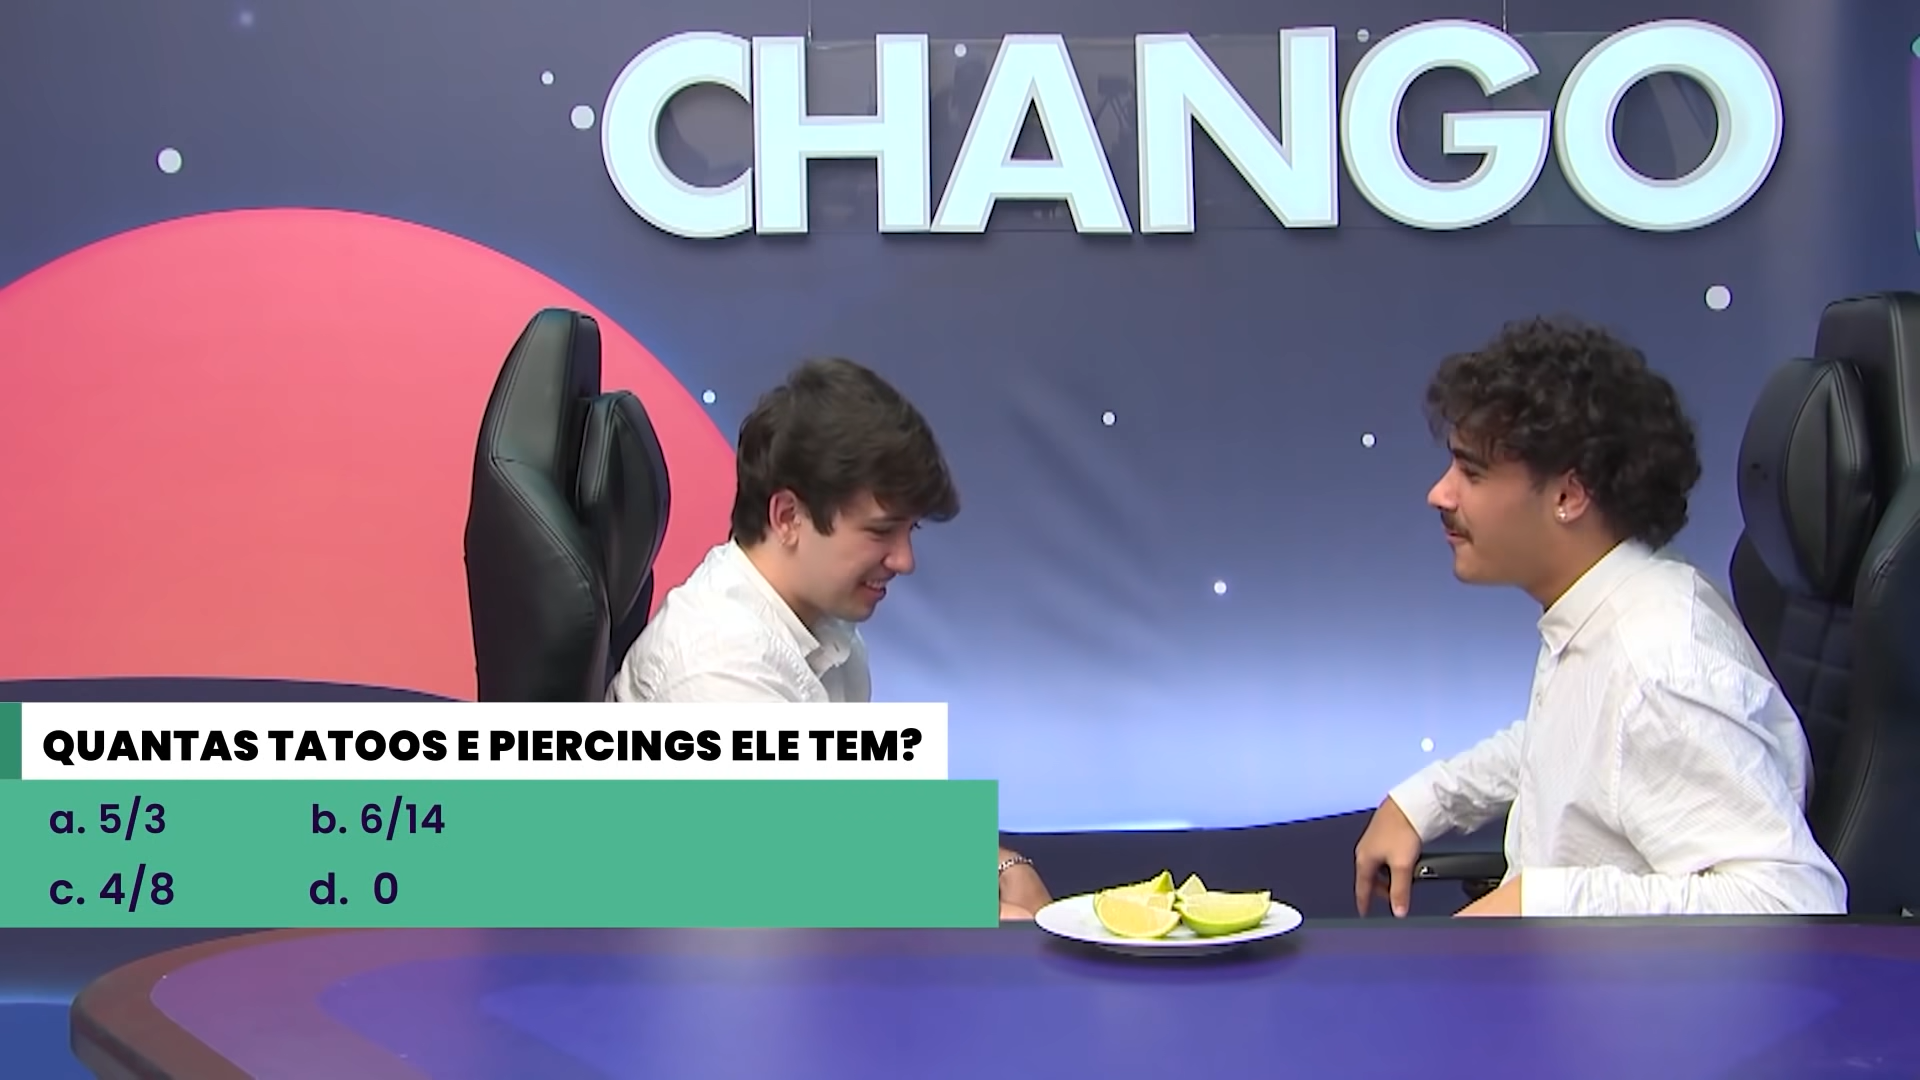 CHANGO
QUANTAS TATOOS E PIERCINGS ELE TEM?
a. 5/3 b. 6/14
c. 4/8 d. 0